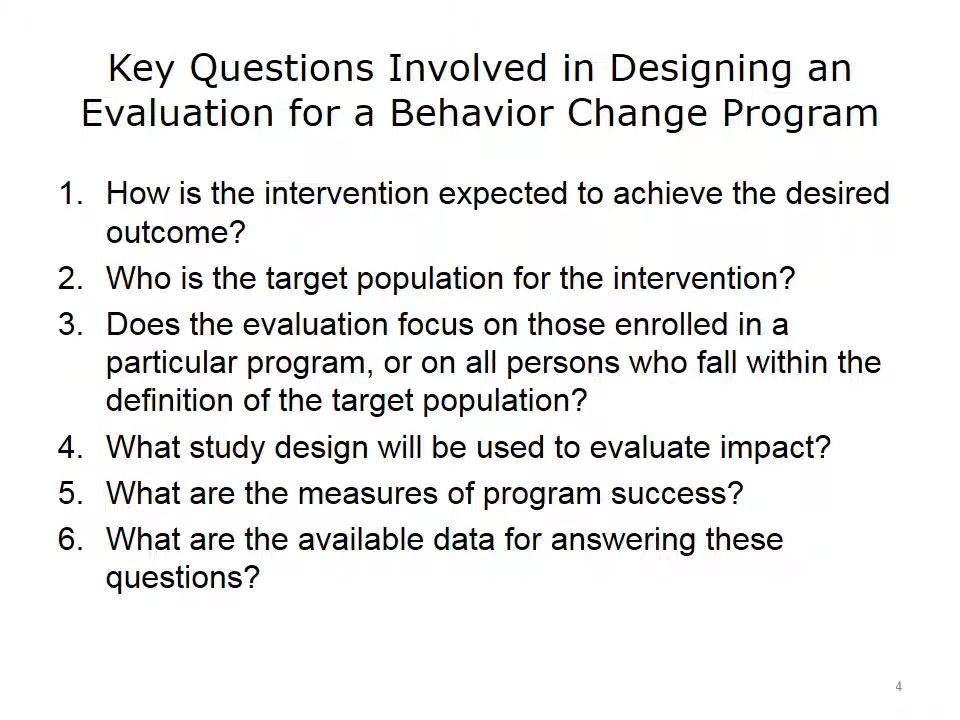 Key Questions Involved in Designing an
Evaluation for a Behavior Change Program
1. How is the intervention expected to achieve the desired
outcome?
2. Who is the target population for the intervention?
3. Does the evaluation focus on those enrolled in a
particular program, or on all persons who fall within the
definition of the target population?
4. What study design will be used to evaluate impact?
5. What are the measures of program success?
6. What are the available data for answering these
questions?
4